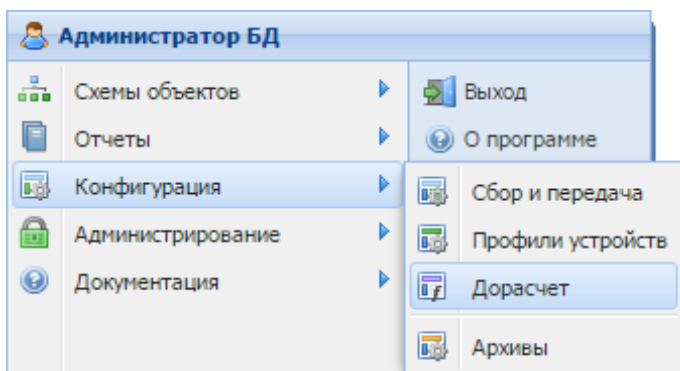 Администратор БД
Схемы объектов
Выход
Отчеты
О программе
Конфигурация
Сбор и передача
Администрирование
Профили устройств
Документация
Дорасчет
Архивы